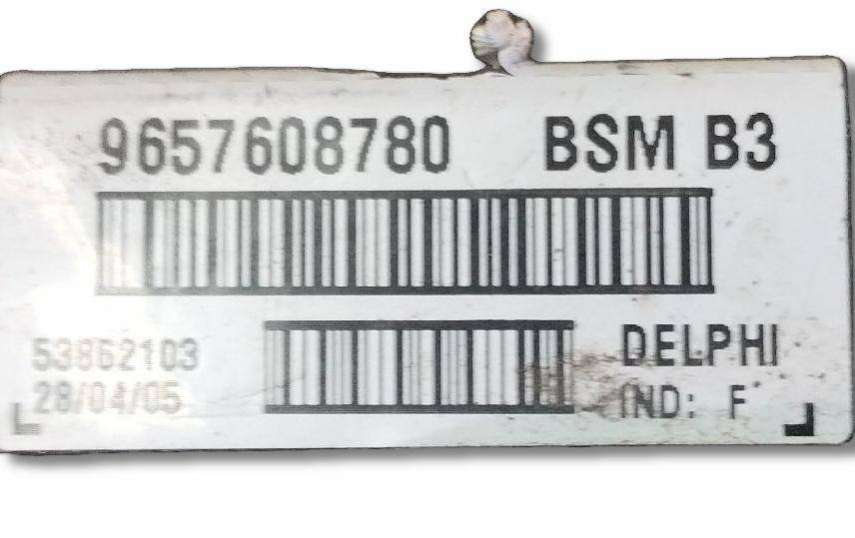 9657608780 BSM B3
53862103
28/04/05
DELPHI
IND: F